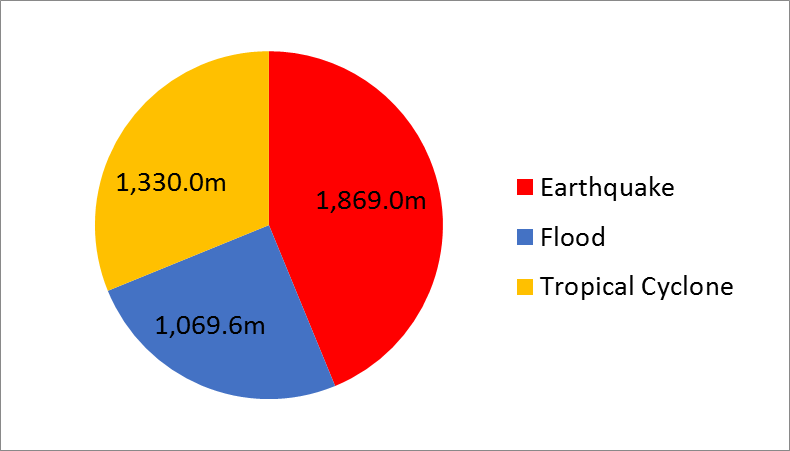 1,330.0m
1,869.0m
1,069.6m
Earthquake
Flood
Tropical Cyclone